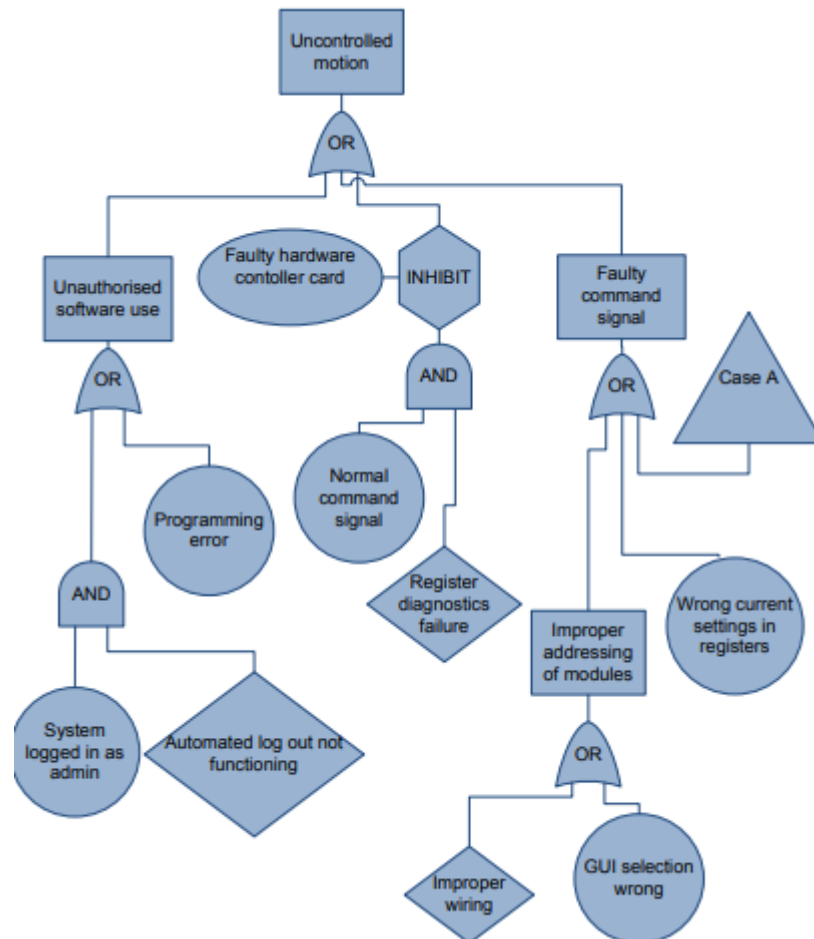 Uncontrolled
motion
OR
Unauthorised
software use
Faulty hardware
contoller card
INHIBIT
Faulty
command
signal
OR
AND
OR
Case A
Programming
error
Normal
command
signal
AND
Register
diagnostics
failure
Improper
addressing
of modules
Wrong current
settings in
registers
System
logged in as
admin
Automated log out not
functioning
OR
Improper
wiring
GUI selection
wrong